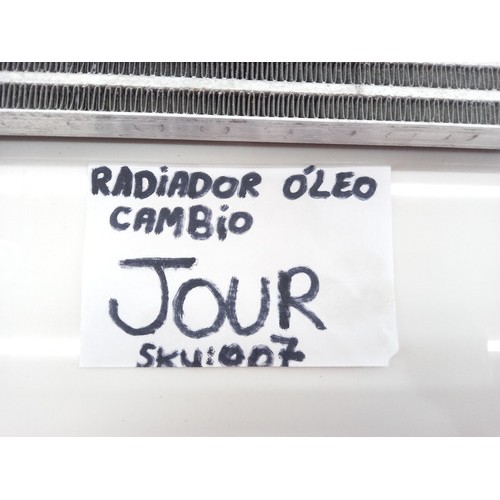 RADIADOR ÓLEO
CAMBIO
JOUR
SKU:007